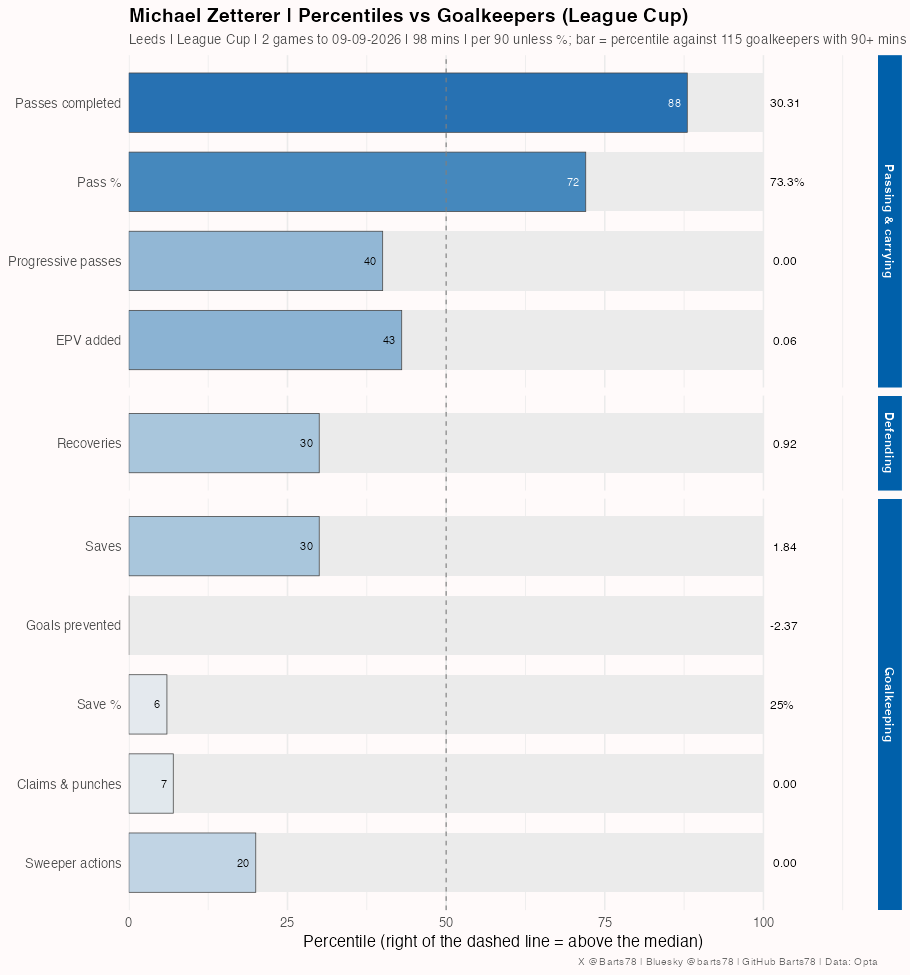 Michael Zetterer | Percentiles vs Goalkeepers (League Cup)
Leeds | League Cup | 2 games to 09-09-2026 | 98 mins | per 90 unless %; bar = percentile against 115 goalkeepers with 90+ mins
Passes completed 88 30.31
Pass % 72 73.3%
Progressive passes 40 0.00
EPV added 43 0.06
Passing & carrying
Recoveries 30 0.92
Defending
Saves 30 1.84
Goals prevented -2.37
Save % 6 25%
Claims & punches 7 0.00
Sweeper actions 20 0.00
Goalkeeping
0 25 50 75 100
Percentile (right of the dashed line = above the median)
X @Barts78 | Bluesky @barts78 | GitHub Barts78 | Data: Opta